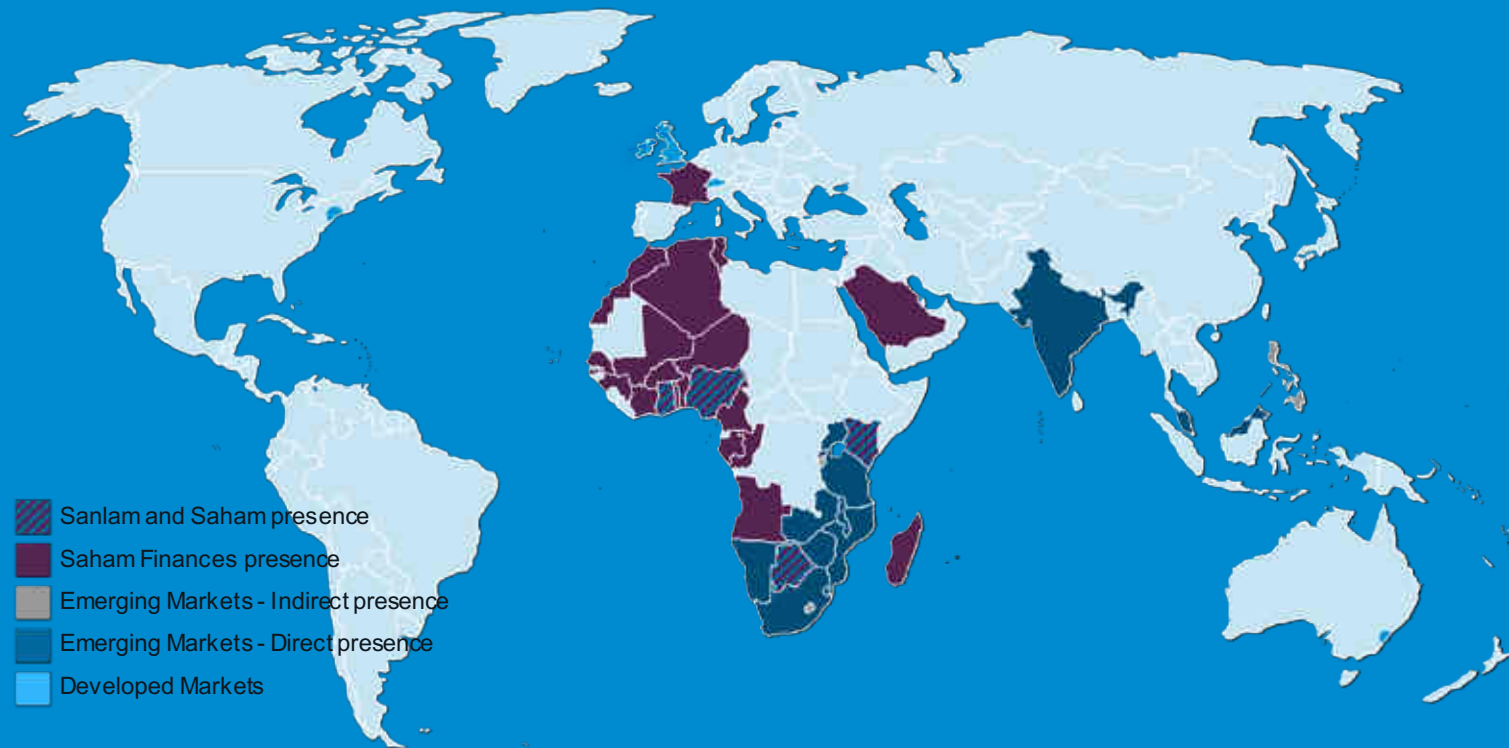 Sanlam and Saham presence
Saham Finances presence
Emerging Markets - Indirect presence
Emerging Markets - Direct presence
Developed Markets